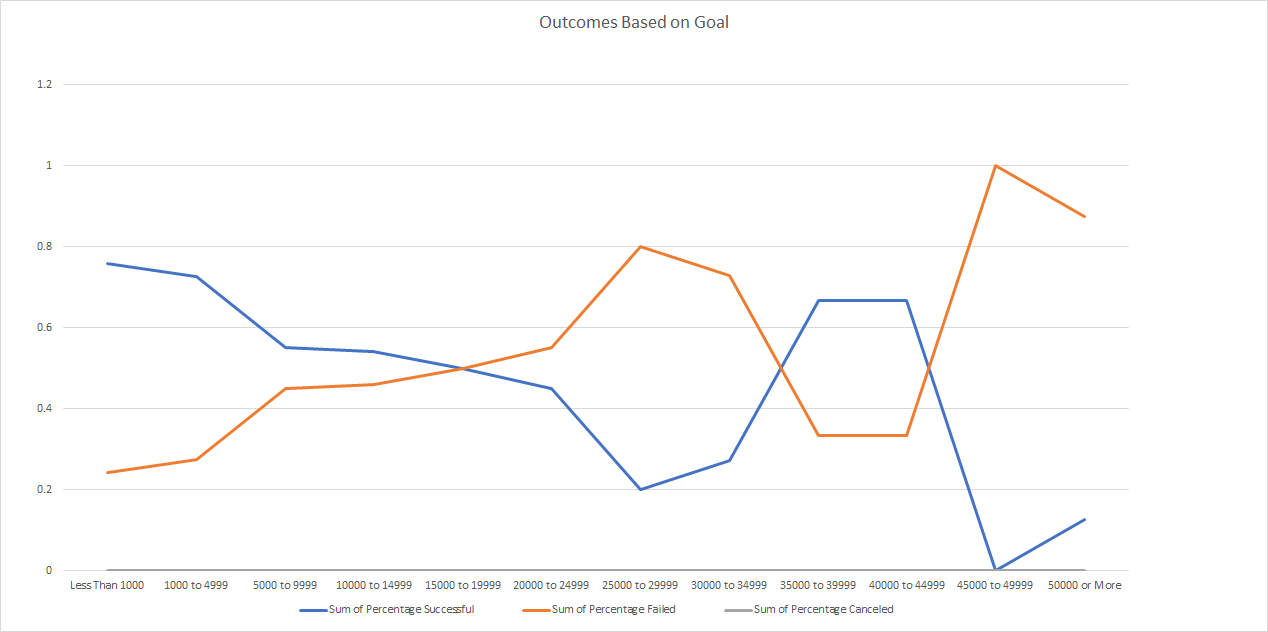 Outcomes Based on Goal
1.2
1
0.8
0.6
0.4
0.2
0
Less Than 1000 1000 to 4999 5000 to 9999 10000 to 14999 15000 to 19999 20000 to 24999 25000 to 29999 30000 to 34999 35000 to 39999 40000 to 44999 45000 to 49999 50000 or More
Sum of Percentage Successful Sum of Percentage Failed Sum of Percentage Canceled